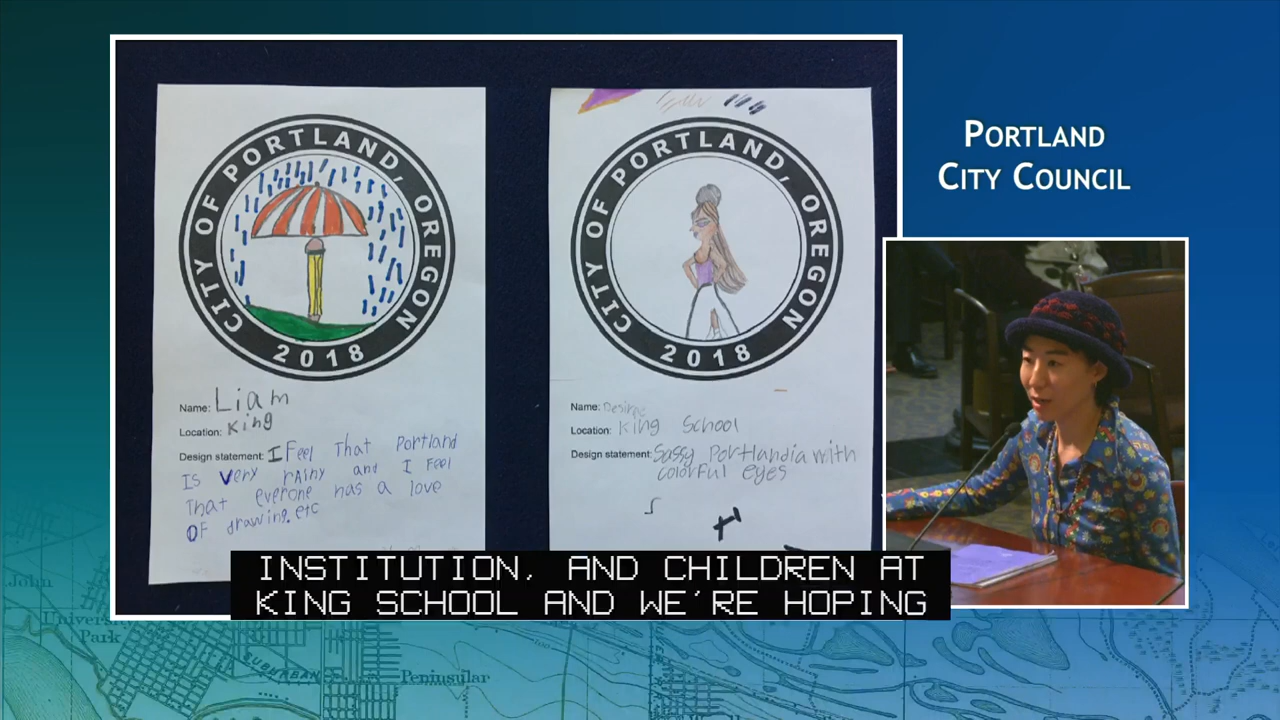 PORTLAND
CITY COUNCIL
CITY OF PORTLAND, OREGON
2018
Name: Liam
Location: King
Design statement: I Feel That Portland
Is very rainy and I Feel
That everone has a love
OF drawing. etc
CITY OF PORTLAND, OREGON
2018
Name: Desiree
Location: King School
Design statement: Sassy Portlandia with
colorful eyes
INSTITUTION, AND CHILDREN AT
KING SCHOOL AND WE'RE HOPING
John
University
Park
SUBURBAN
Peninsular